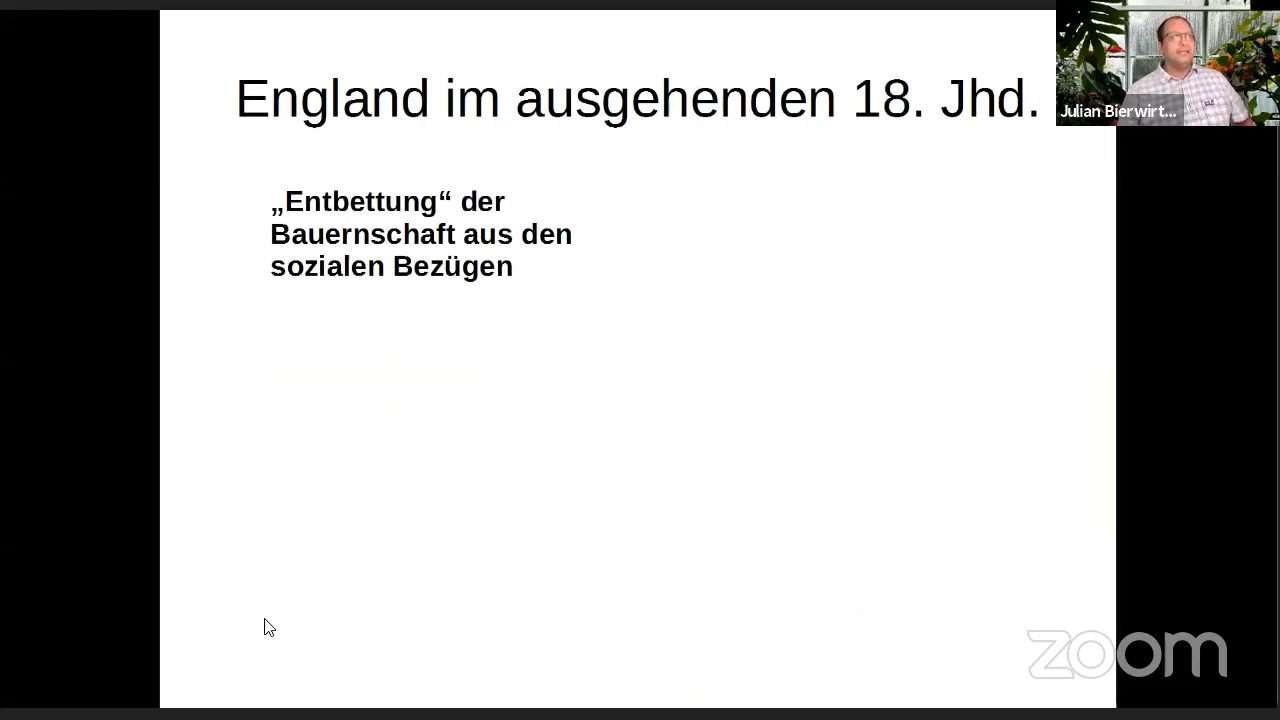 England im ausgehenden 18. Jhd.
Julian Bierwirt...
„Entbettung“ der
Bauernschaft aus den
sozialen Bezügen
zoom